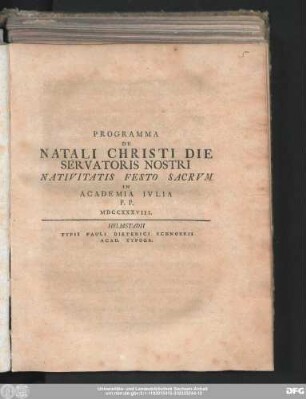 PROGRAMMA
DE
NATALI CHRISTI DIE
SERVATORIS NOSTRI
NATIVITATIS FESTO SACRVM
IN
ACADEMIA IVLIA
P. P.
MDCCXXXVIII.
HELMSTADII
TYPIS PAULI DIETERICI SCHNORRII
ACAD. TYPOGR.